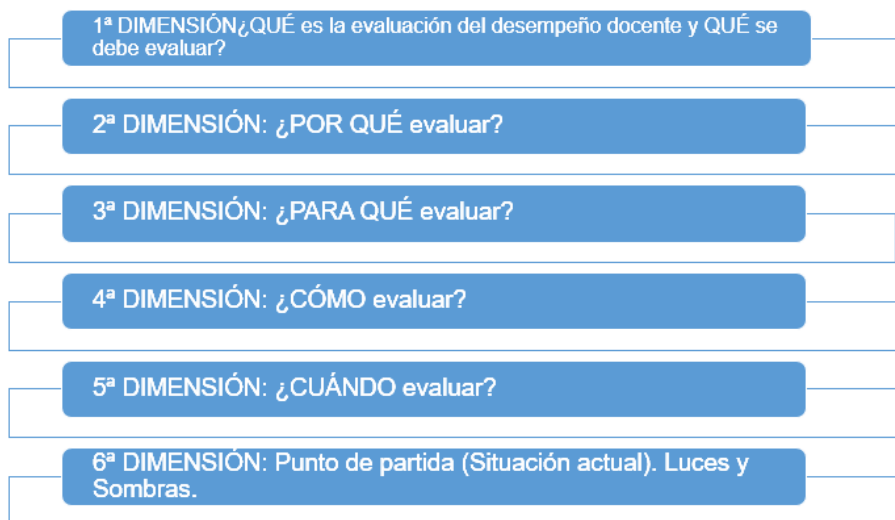 1ª DIMENSIÓN¿QUÉ es la evaluación del desempeño docente y QUÉ se
debe evaluar?
2ª DIMENSIÓN: ¿POR QUÉ evaluar?
3ª DIMENSIÓN: ¿PARA QUÉ evaluar?
4ª DIMENSIÓN: ¿CÓMO evaluar?
5ª DIMENSIÓN: ¿CUÁNDO evaluar?
6ª DIMENSIÓN: Punto de partida (Situación actual). Luces y
Sombras.